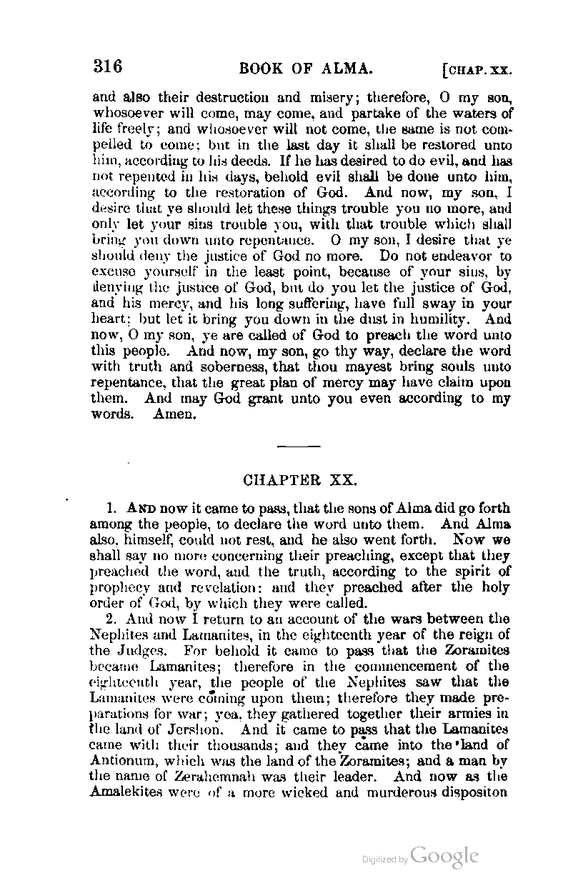 316 BOOK OF ALMA. [CHAP. XX.
and also their destruction and misery; therefore, O my son,
whosoever will come, may come, and partake of the waters of
life freely; and whosoever will not come, the same is not com-
pelled to come; but in the last day it shall be restored unto
him, according to his deeds. If he has desired to do evil, and has
not repented in his days, behold evil shall be done unto him,
according to the restoration of God. And now, my son, I
desire that ye should let these things trouble you no more, and
only let your sins trouble you, with that trouble which shall
bring you down unto repentance. O my son, I desire that ye
should deny the justice of God no more. Do not endeavor to
excuse yourself in the least point, because of your sins, by
denying the justice of God, but do you let the justice of God,
and his mercy, and his long suffering, have full sway in your
heart; but let it bring you down in the dust in humility. And
now, O my son, ye are called of God to preach the word unto
this people. And now, my son, go thy way, declare the word
with truth and soberness, that thou mayest bring souls unto
repentance, that the great plan of mercy may have claim upon
them. And may God grant unto you even according to my
words. Amen.
CHAPTER XX.
1. AND now it came to pass, that the sons of Alma did go forth
among the people, to declare the word unto them. And Alma
also, himself, could not rest, and he also went forth. Now we
shall say no more concerning their preaching, except that they
preached the word, and the truth, according to the spirit of
prophecy and revelation: and they preached after the holy
order of God, by which they were called.
2. And now I return to an account of the wars between the
Nephites and Lamanites, in the eighteenth year of the reign of
the Judges. For behold it came to pass that the Zoramites
became Lamanites; therefore in the commencement of the
eighteenth year, the people of the Nephites saw that the
Lamanites were coming upon them; therefore they made pre-
parations for war; yea, they gathered together their armies in
the land of Jershon. And it came to pass that the Lamanites
came with their thousands; and they came into the land of
Antionum, which was the land of the Zoramites; and a man by
the name of Zerahemnah was their leader. And now as the
Amalekites were of a more wicked and murderous dispositon
Digitized by Google